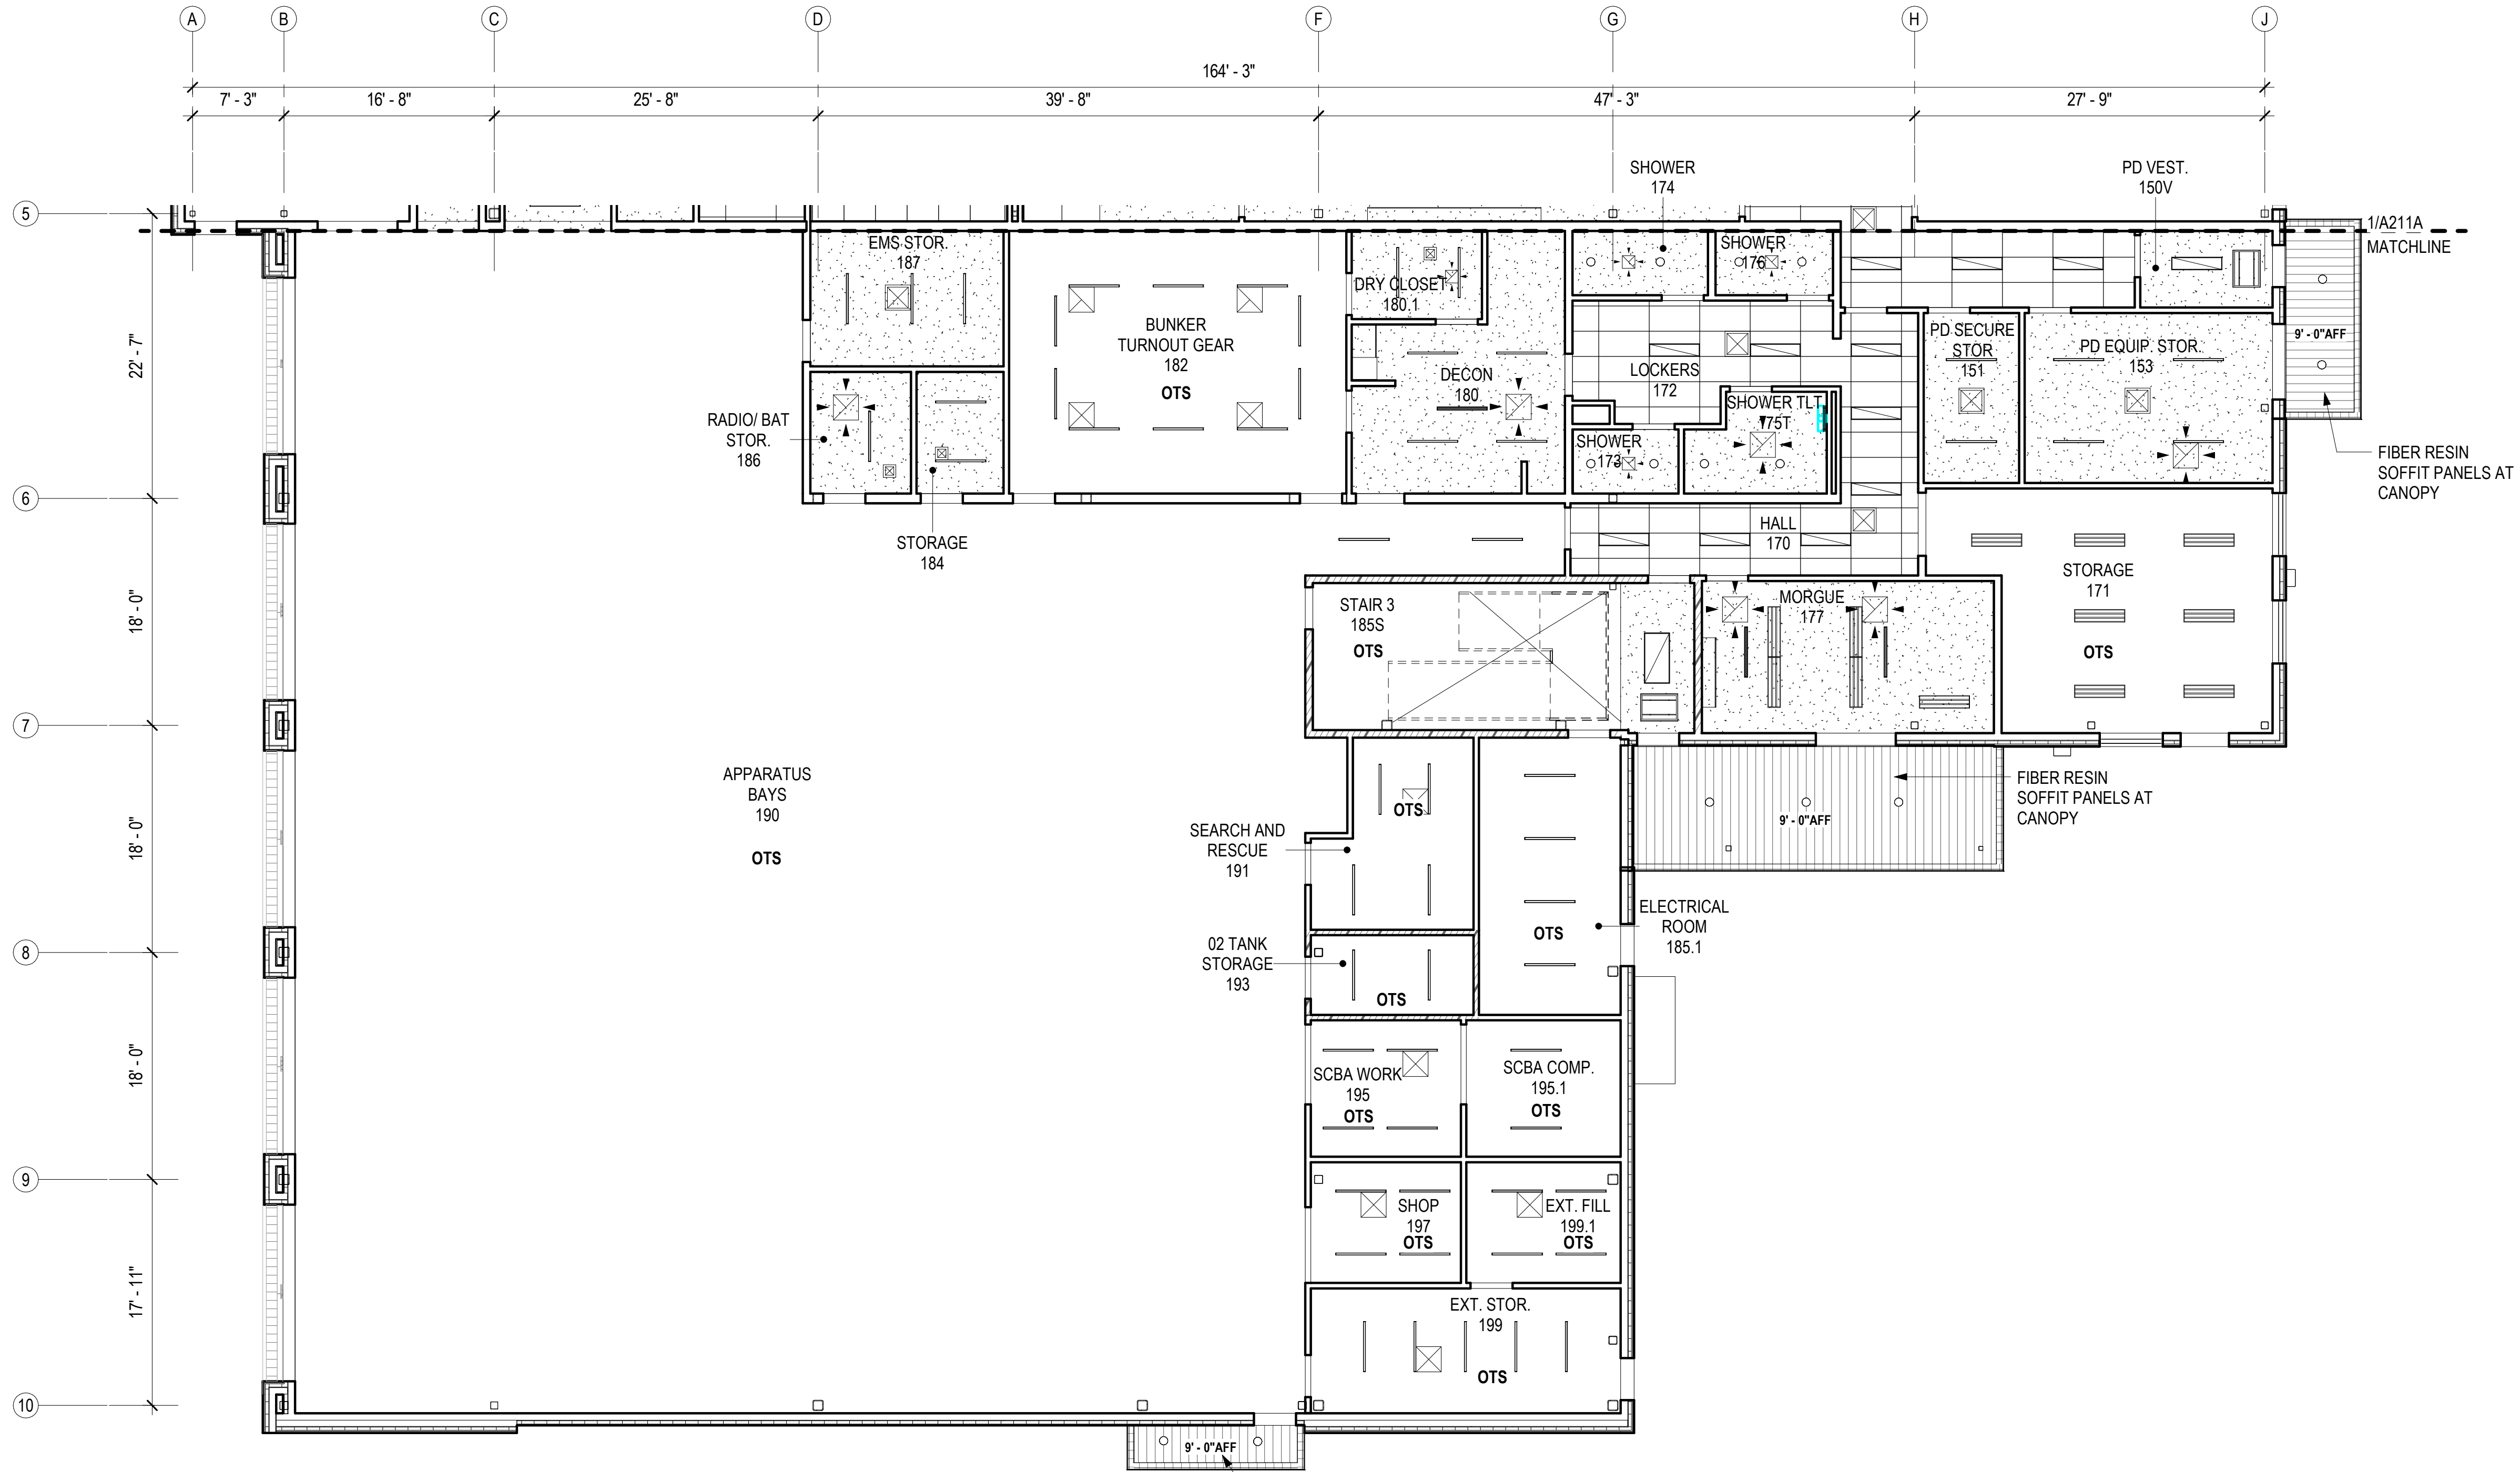 A
B
C
D
F
G
H
J
164' - 3"
7' - 3"
16' - 8"
25' - 8"
39' - 8"
47' - 3"
27' - 9"
5
6
7
8
9
10
22' - 7"
18' - 0"
18' - 0"
18' - 0"
17' - 11"
SHOWER
174
PD VEST.
150V
1/A211A
MATCHLINE
EMS STOR.
187
BUNKER
TURNOUT GEAR
182
OTS
DRY CLOSET
180.1
SHOWER
176
PD SECURE
STOR
151
PD EQUIP. STOR.
153
9' - 0"AFF
DECON
180
LOCKERS
172
SHOWER TLT
175T
SHOWER
173
RADIO/ BAT
STOR.
186
STORAGE
184
FIBER RESIN
SOFFIT PANELS AT
CANOPY
HALL
170
STORAGE
171
OTS
STAIR 3
185S
OTS
MORGUE
177
APPARATUS
BAYS
190
OTS
OTS
SEARCH AND
RESCUE
191
9' - 0"AFF
FIBER RESIN
SOFFIT PANELS AT
CANOPY
ELECTRICAL
ROOM
185.1
OTS
02 TANK
STORAGE
193
OTS
SCBA WORK
195
OTS
SCBA COMP.
195.1
OTS
SHOP
197
OTS
EXT. FILL
199.1
OTS
EXT. STOR.
199
OTS
9' - 0"AFF